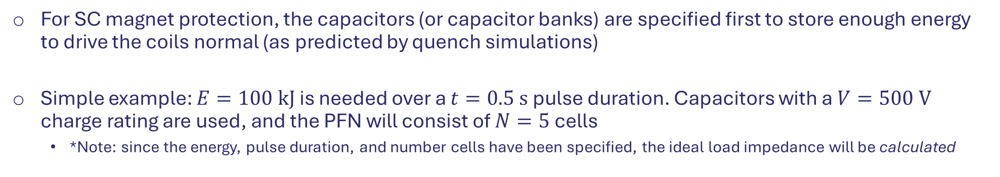 ○ For SC magnet protection, the capacitors (or capacitor banks) are specified first to store enough energy
to drive the coils normal (as predicted by quench simulations)
○ Simple example: E = 100 kJ is needed over a t = 0.5 s pulse duration. Capacitors with a V = 500 V
charge rating are used, and the PFN will consist of N = 5 cells
• *Note: since the energy, pulse duration, and number cells have been specified, the ideal load impedance will be calculated